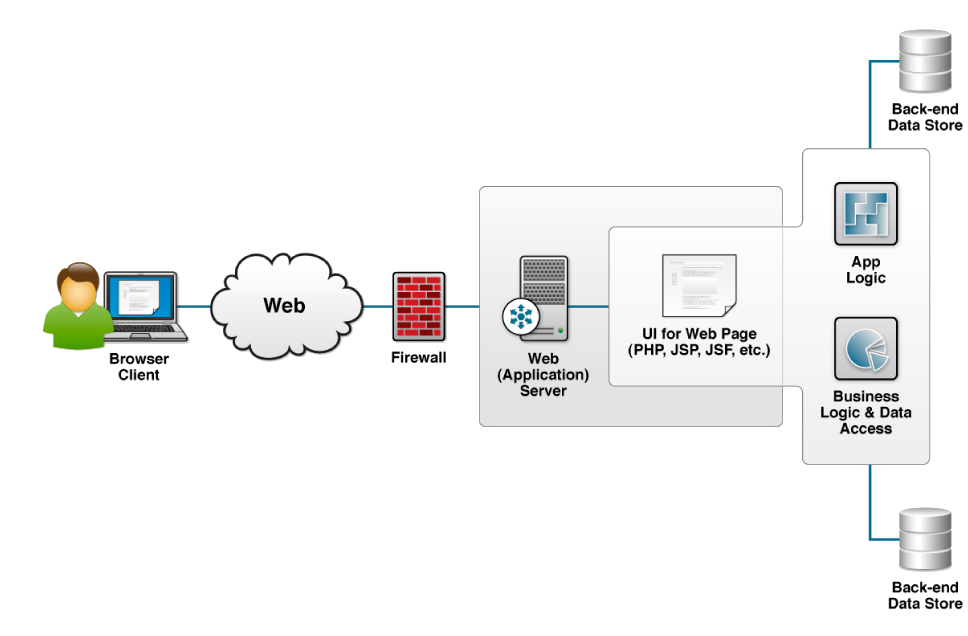 Back-end
Data Store
App
Logic
Web
Browser
Client
Firewall
Web
(Application)
Server
UI for Web Page
(PHP, JSP, JSF, etc.)
Business
Logic & Data
Access
Back-end
Data Store